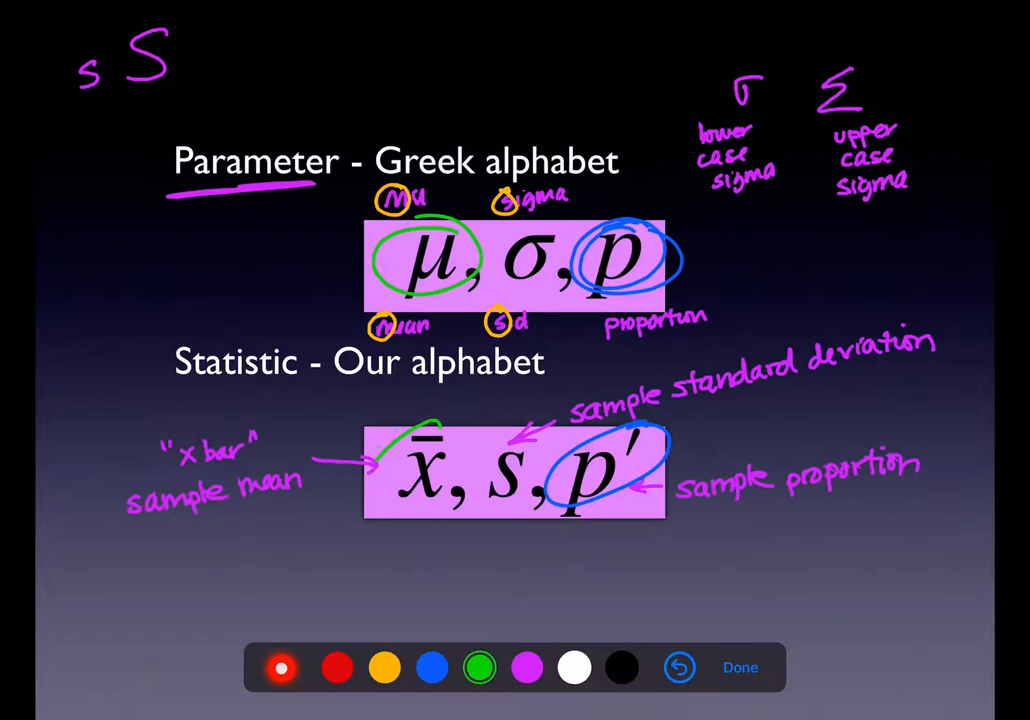 s S
σ Σ
lower case sigma
upper case sigma
Parameter - Greek alphabet
mu sigma
μ, σ, p
mean sd proportion
Statistic - Our alphabet
sample standard deviation
"x bar"
sample mean
x̄, s, p′
sample proportion
Done